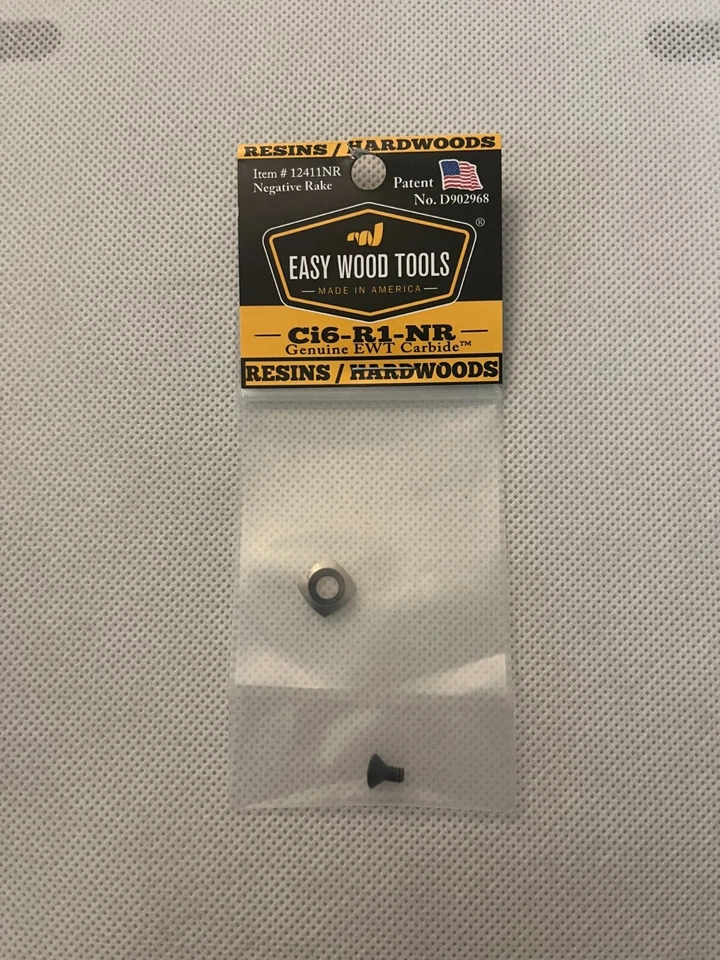 RESINS / HARDWOODS
Item # 12411NR
Negative Rake
Patent
No. D902968
®
EASY WOOD TOOLS
MADE IN AMERICA
Ci6-R1-NR
Genuine EWT Carbide™
RESINS / HARDWOODS